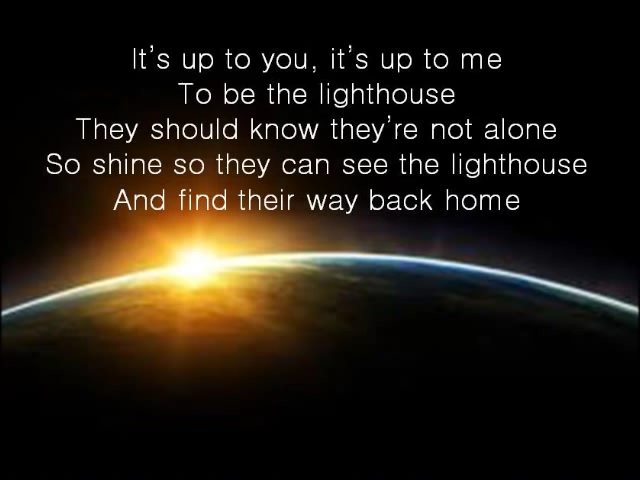 It's up to you, it's up to me
To be the lighthouse
They should know they're not alone
So shine so they can see the lighthouse
And find their way back home